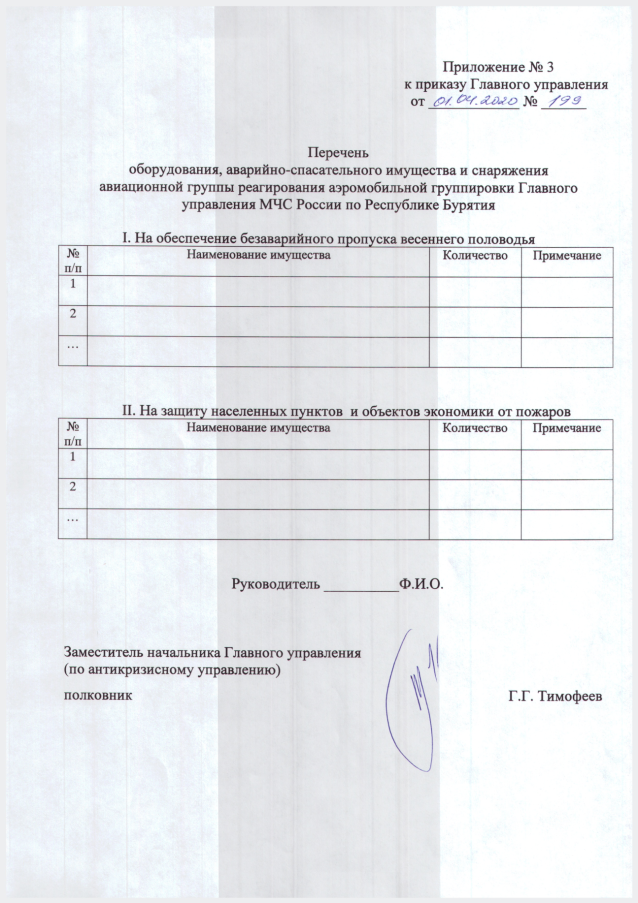 Приложение № 3
к приказу Главного управления
от 01.04.2020 № 199
Перечень
оборудования, аварийно-спасательного имущества и снаряжения
авиационной группы реагирования аэромобильной группировки Главного
управления МЧС России по Республике Бурятия
I. На обеспечение безаварийного пропуска весеннего половодья
№ п/п Наименование имущества Количество Примечание
1
2
…
II. На защиту населенных пунктов и объектов экономики от пожаров
№ п/п Наименование имущества Количество Примечание
1
2
…
Руководитель ___________Ф.И.О.
Заместитель начальника Главного управления
(по антикризисному управлению)
полковник Г.Г. Тимофеев